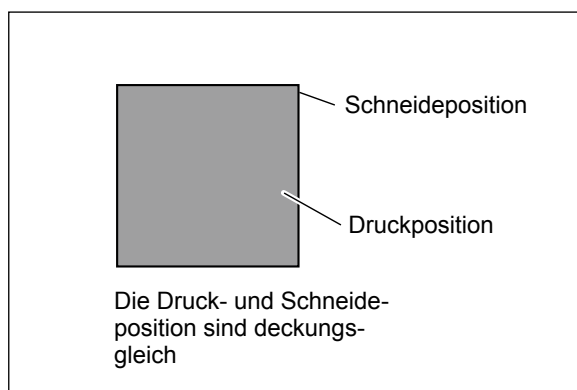 Schneideposition
Druckposition
Die Druck- und Schneide-
position sind deckungs-
gleich